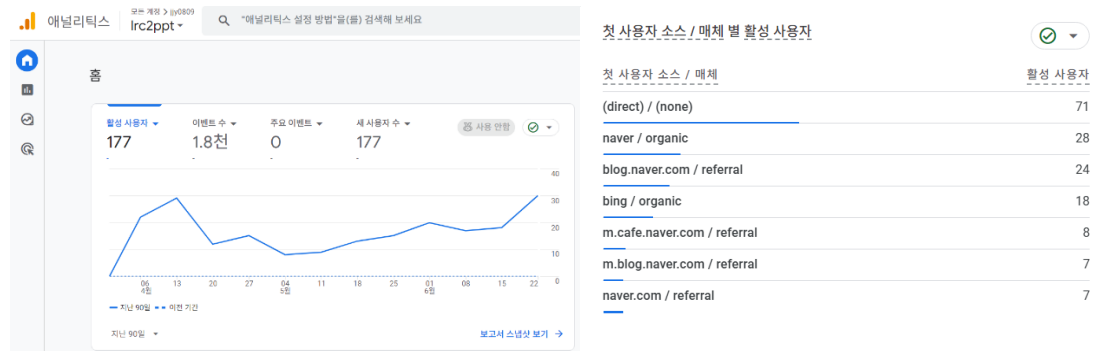 애널리틱스
모든 계정 > jjy0809
lrc2ppt
"애널리틱스 설정 방법"을(를) 검색해 보세요
홈
활성 사용자
177
이벤트 수
1.8천
주요 이벤트
0
새 사용자 수
177
사용 안함
40
30
20
10
0
06
4월
13
20
27
04
5월
11
18
25
01
6월
08
15
22
지난 90일
이전 기간
지난 90일
보고서 스냅샷 보기
첫 사용자 소스 / 매체 별 활성 사용자
첫 사용자 소스 / 매체 활성 사용자
(direct) / (none) 71
naver / organic 28
blog.naver.com / referral 24
bing / organic 18
m.cafe.naver.com / referral 8
m.blog.naver.com / referral 7
naver.com / referral 7